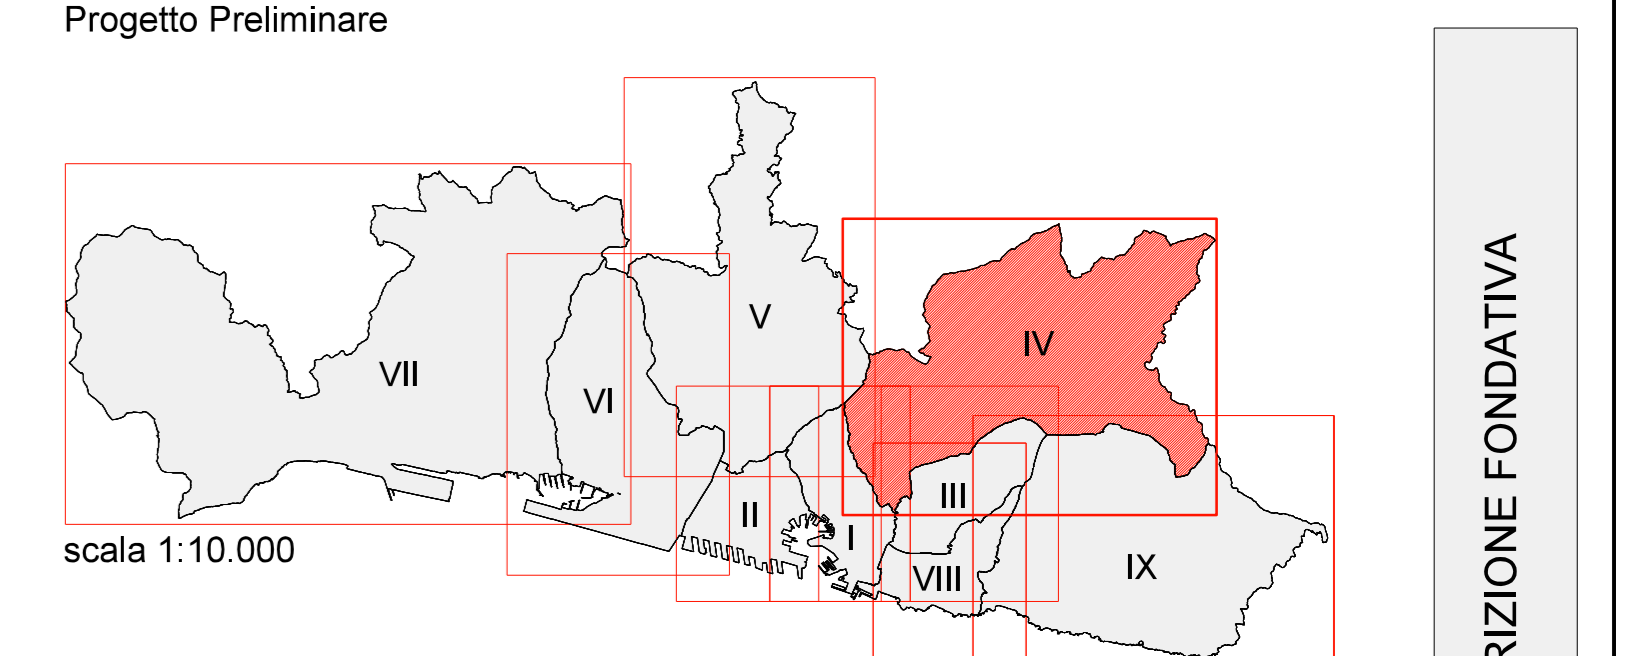 Progetto Preliminare
V
IV
VII
VI
III
II
I
IX
VIII
scala 1:10.000
RIZIONE FONDATIVA